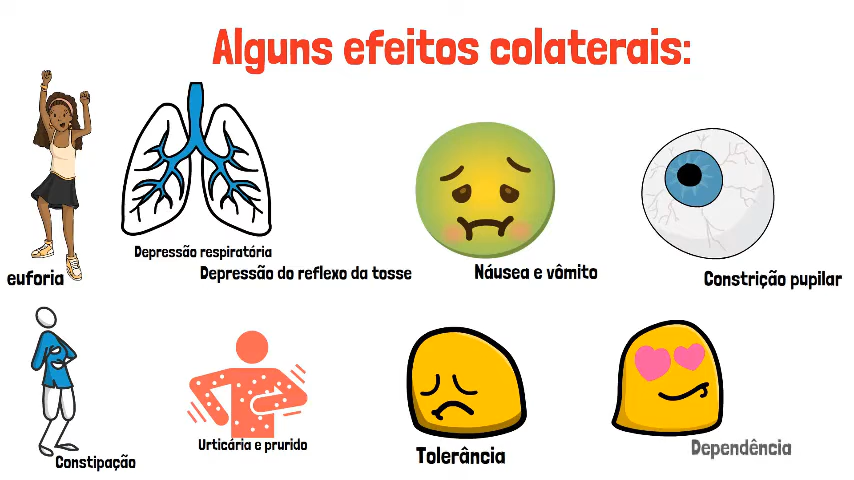 Alguns efeitos colaterais:
euforia
Depressão respiratória
Depressão do reflexo da tosse
Náusea e vômito
Constrição pupilar
Constipação
Urticária e prurido
Tolerância
Dependência